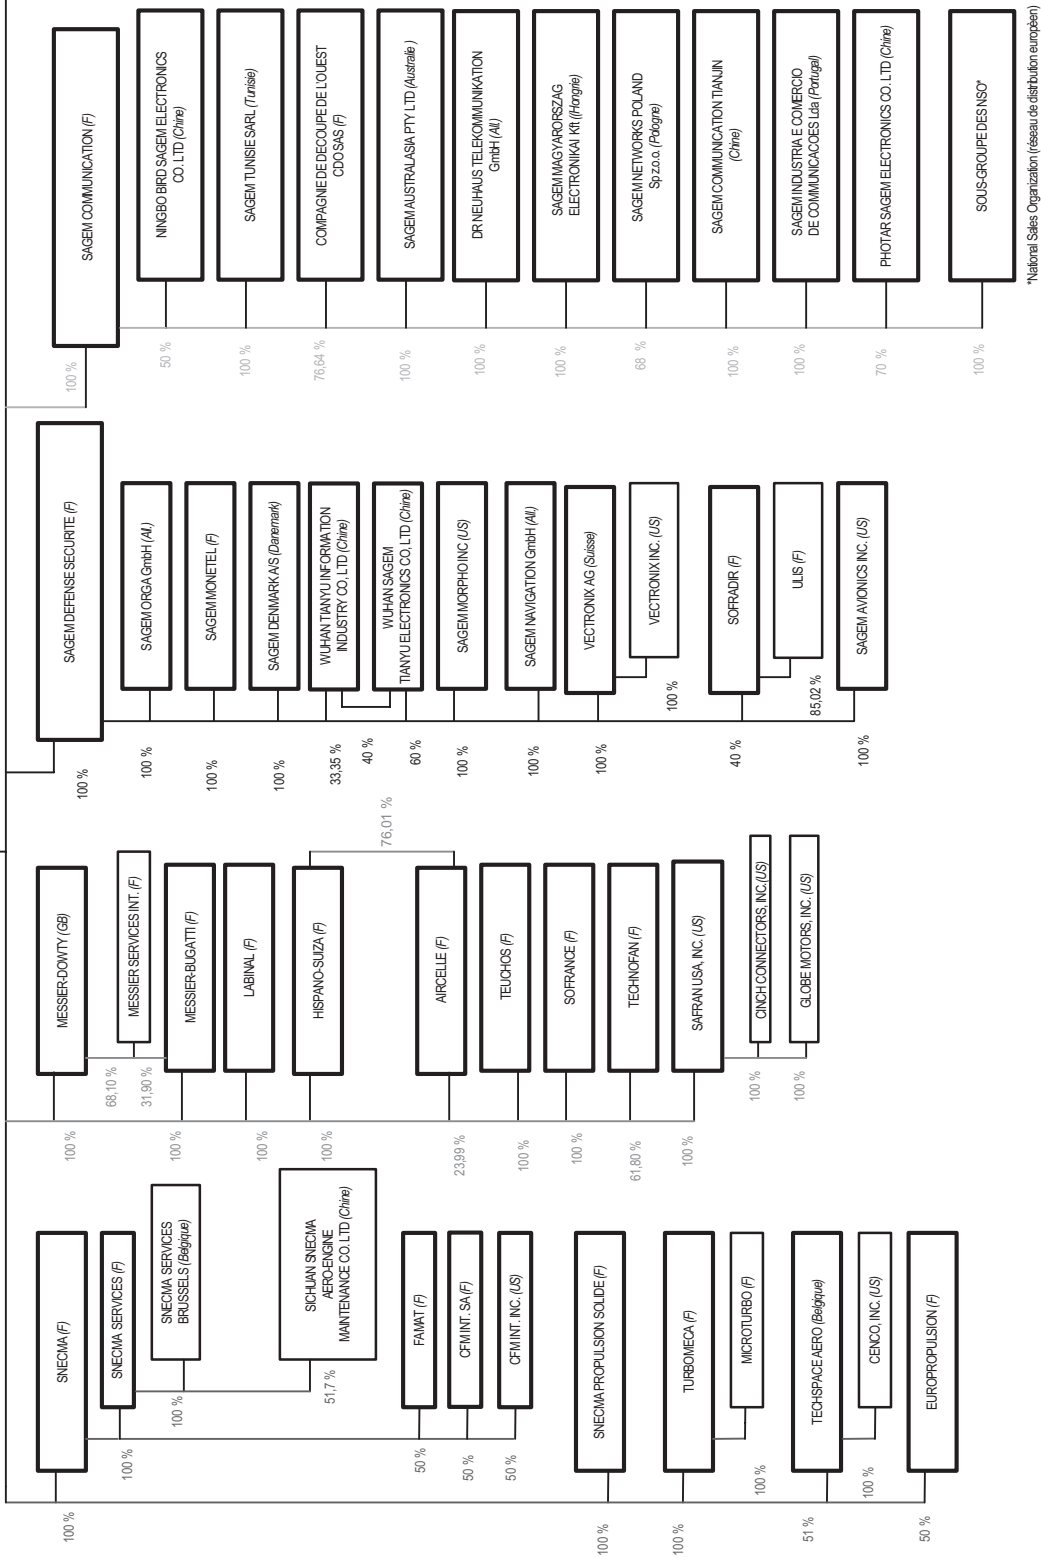 SAGEM COMMUNICATION (F)
100 %
NINGBO BIRD SAGEM ELECTRONICS
CO. LTD (Chine)
50 %
SAGEM TUNISIE SARL (Tunisie)
100 %
COMPAGNIE DE DECOUPE DE L'OUEST
CDO SAS (F)
76,64 %
SAGEM AUSTRALASIA PTY LTD (Australie )
100 %
DR NEUHAUS TELEKOMMUNIKATION
GmbH (All.)
100 %
SAGEM MAGYARORSZAG
ELECTRONIKAI Kft ((Hongrie)
100 %
SAGEM NETWORKS POLAND
Sp z.o.o. (Pologne)
68 %
SAGEM COMMUNICATION TIANJIN
(Chine)
100 %
SAGEM INDUSTRIA E COMERCIO
DE COMMUNICACOES Lda (Portugal)
100 %
PHOTAR SAGEM ELECTRONICS CO. LTD (Chine)
70 %
SOUS-GROUPE DES NSO*
100 %
*National Sales Organization (réseau de distribution européen)
SAGEM DEFENSE SECURITE (F)
100 %
SAGEM ORGA GmbH (All.)
100 %
SAGEM MONETEL (F)
100 %
SAGEM DENMARK A/S (Danemark)
100 %
WUHAN TIANYU INFORMATION
INDUSTRY CO, LTD (Chine)
33,35 %
40 %
WUHAN SAGEM
TIANYU ELECTRONICS CO, LTD (Chine)
60 %
SAGEM MORPHO INC (US)
100 %
SAGEM NAVIGATION GmbH (All.)
100 %
VECTRONIX AG (Suisse)
100 %
VECTRONIX INC. (US)
100 %
SOFRADIR (F)
40 %
ULIS (F)
85,02 %
SAGEM AVIONICS INC. (US)
100 %
MESSIER-DOWTY (GB)
100 %
MESSIER SERVICES INT. (F)
68,10 %
31,90 %
MESSIER-BUGATTI (F)
100 %
LABINAL (F)
100 %
HISPANO-SUIZA (F)
100 %
76,01 %
AIRCELLE (F)
23,99 %
TEUCHOS (F)
100 %
SOFRANCE (F)
100 %
TECHNOFAN (F)
61,80 %
SAFRAN USA, INC. (US)
100 %
CINCH CONNECTORS, INC.(US)
100 %
GLOBE MOTORS, INC. (US)
100 %
SNECMA (F)
100 %
SNECMA SERVICES (F)
100 %
SNECMA SERVICES
BRUSSELS (Belgique)
100 %
SICHUAN SNECMA
AERO-ENGINE
MAINTENANCE CO. LTD (Chine)
51,7 %
FAMAT (F)
50 %
CFM INT. SA (F)
50 %
CFM INT. INC. (US)
50 %
SNECMA PROPULSION SOLIDE (F)
100 %
TURBOMECA (F)
100 %
MICROTURBO (F)
100 %
TECHSPACE AERO (Belgique)
51 %
CENCO, INC. (US)
100 %
EUROPROPULSION (F)
50 %